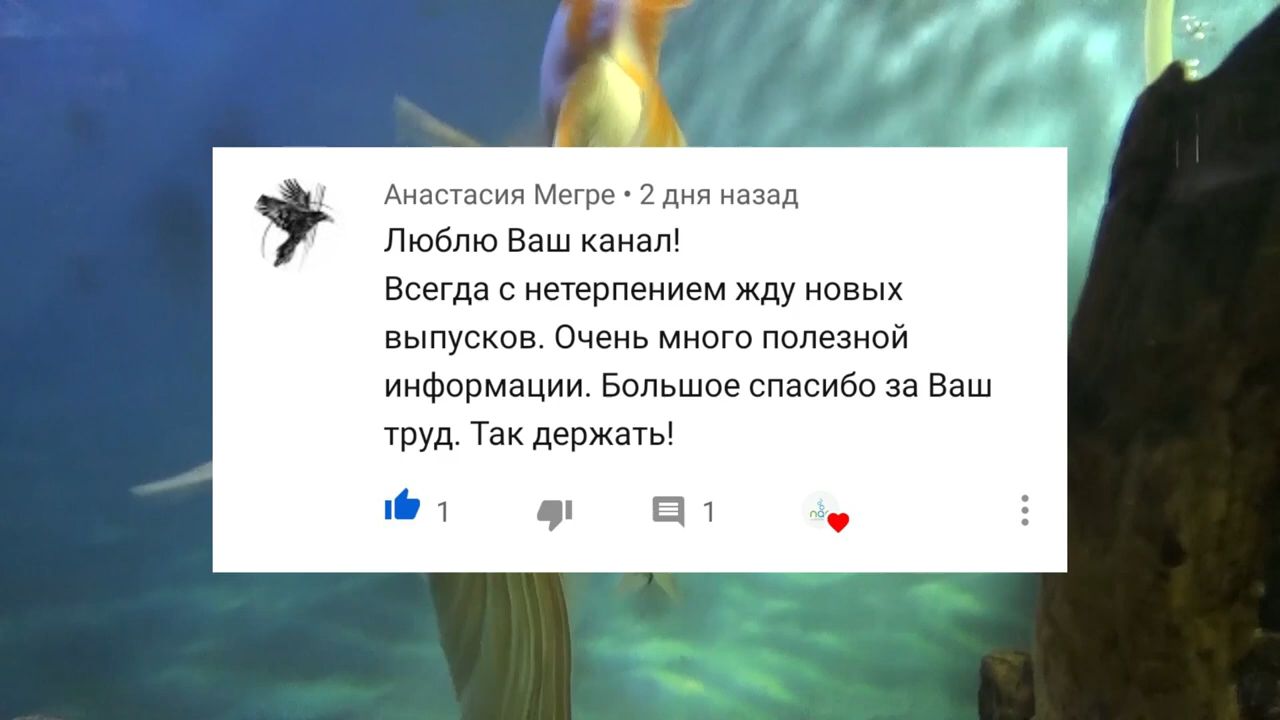 Анастасия Мегре • 2 дня назад
Люблю Ваш канал!
Всегда с нетерпением жду новых
выпусков. Очень много полезной
информации. Большое спасибо за Ваш
труд. Так держать!
1
1